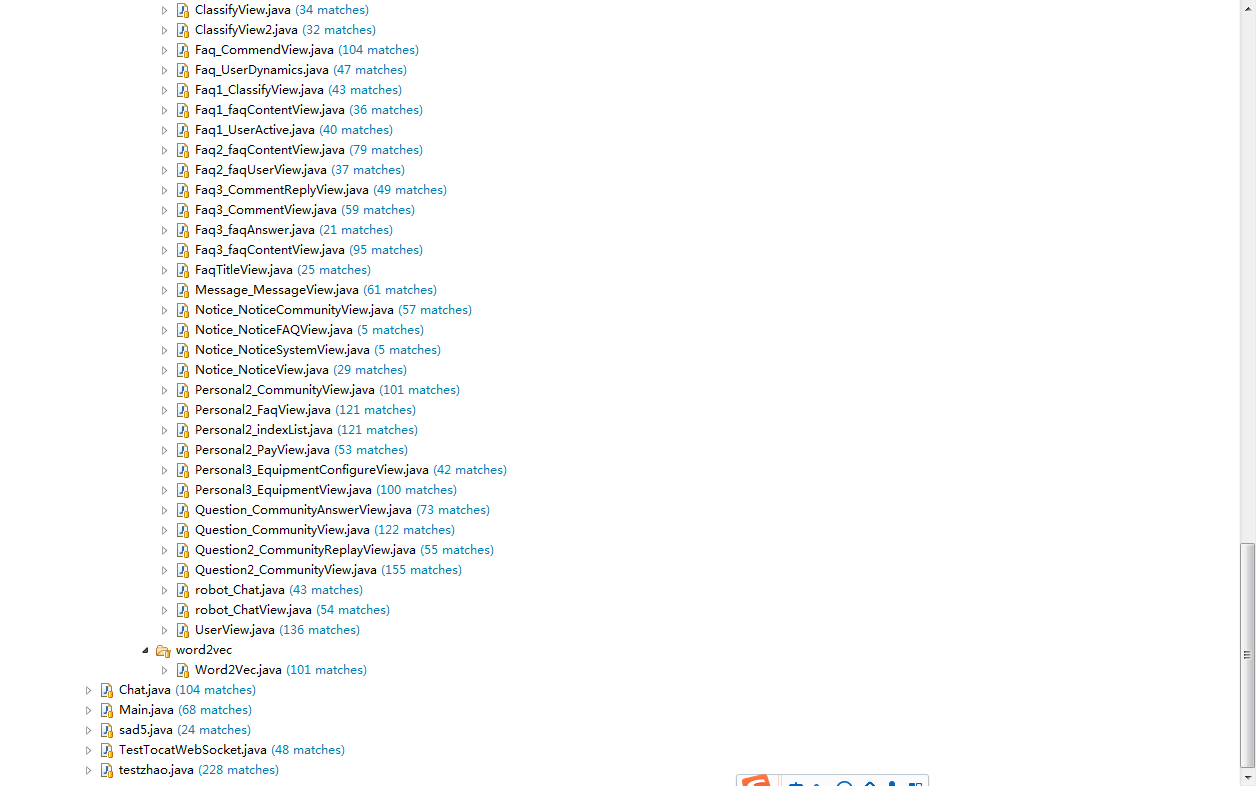 ClassifyView.java (34 matches)
ClassifyView2.java (32 matches)
Faq_CommendView.java (104 matches)
Faq_UserDynamics.java (47 matches)
Faq1_ClassifyView.java (43 matches)
Faq1_faqContentView.java (36 matches)
Faq1_UserActive.java (40 matches)
Faq2_faqContentView.java (79 matches)
Faq2_faqUserView.java (37 matches)
Faq3_CommentReplyView.java (49 matches)
Faq3_CommentView.java (59 matches)
Faq3_faqAnswer.java (21 matches)
Faq3_faqContentView.java (95 matches)
FaqTitleView.java (25 matches)
Message_MessageView.java (61 matches)
Notice_NoticeCommunityView.java (57 matches)
Notice_NoticeFAQView.java (5 matches)
Notice_NoticeSystemView.java (5 matches)
Notice_NoticeView.java (29 matches)
Personal2_CommunityView.java (101 matches)
Personal2_FaqView.java (121 matches)
Personal2_indexList.java (121 matches)
Personal2_PayView.java (53 matches)
Personal3_EquipmentConfigureView.java (42 matches)
Personal3_EquipmentView.java (100 matches)
Question_CommunityAnswerView.java (73 matches)
Question_CommunityView.java (122 matches)
Question2_CommunityReplayView.java (55 matches)
Question2_CommunityView.java (155 matches)
robot_Chat.java (43 matches)
robot_ChatView.java (54 matches)
UserView.java (136 matches)
word2vec
Word2Vec.java (101 matches)
Chat.java (104 matches)
Main.java (68 matches)
sad5.java (24 matches)
TestTocatWebSocket.java (48 matches)
testzhao.java (228 matches)